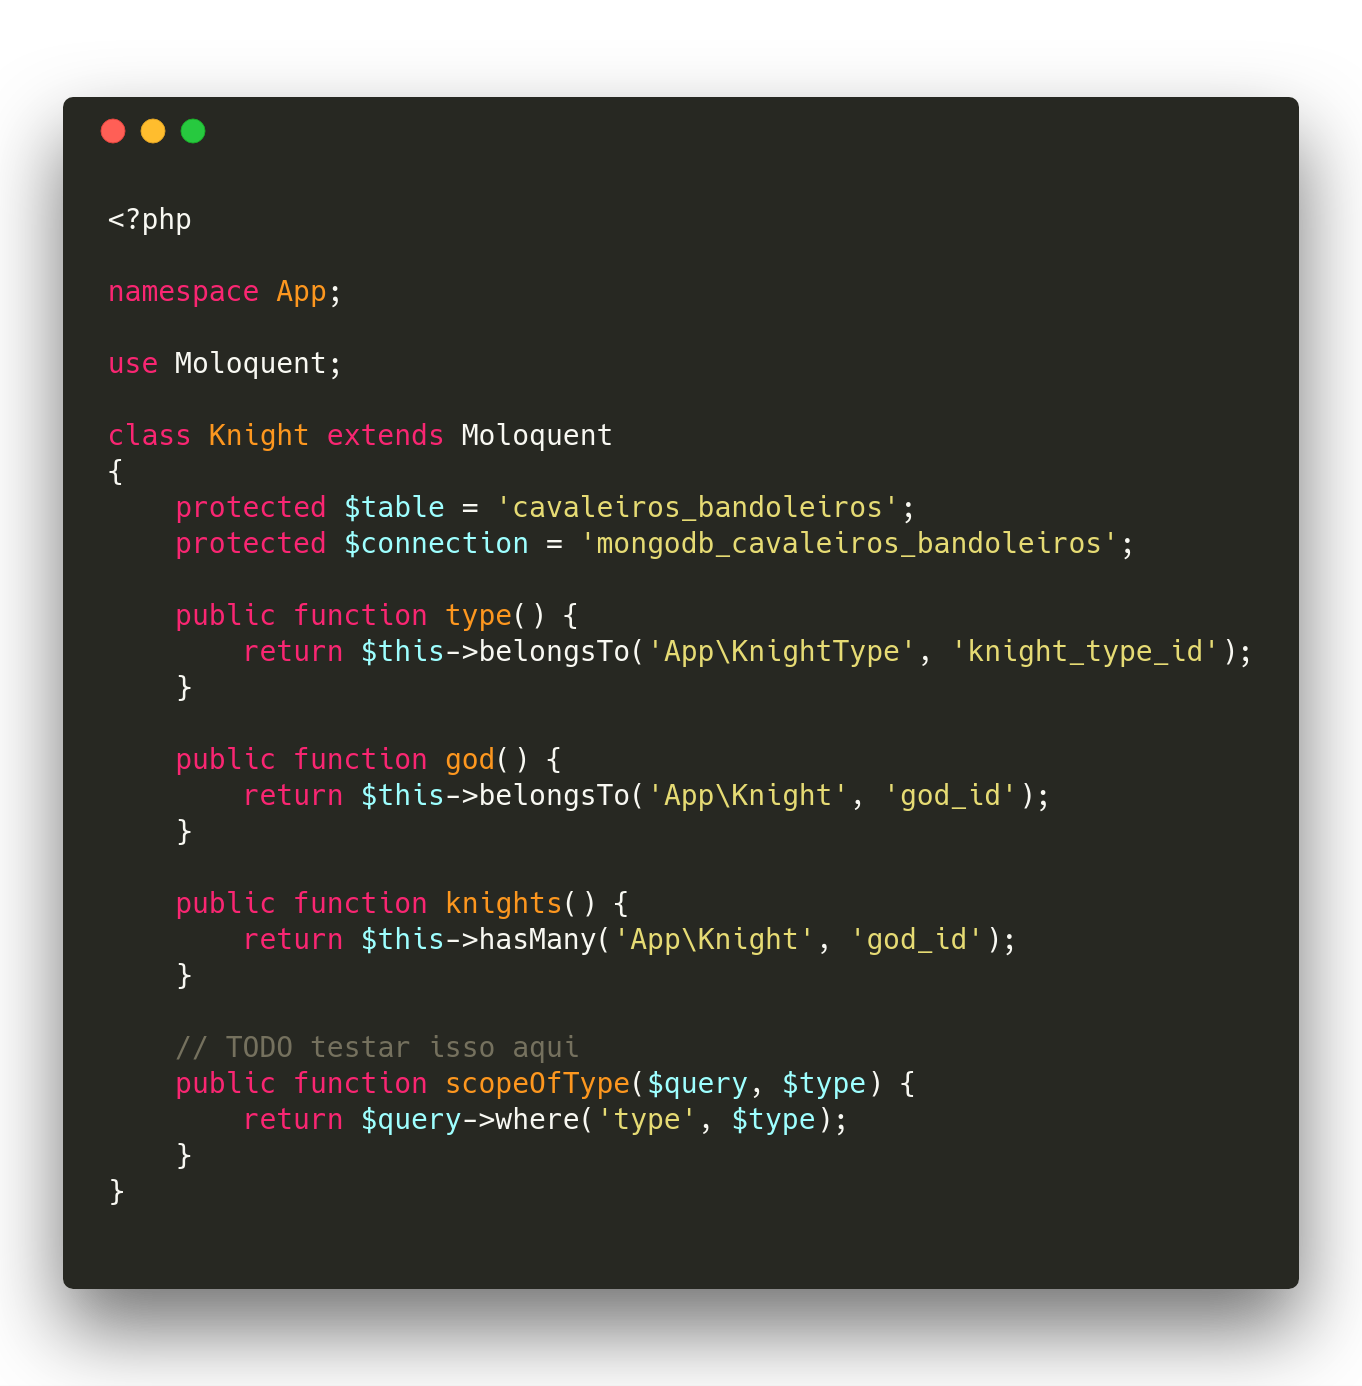 <?php
namespace App;
use Moloquent;
class Knight extends Moloquent
{
    protected $table = 'cavaleiros_bandoleiros';
    protected $connection = 'mongodb_cavaleiros_bandoleiros';
    public function type() {
        return $this->belongsTo('App\KnightType', 'knight_type_id');
    }
    public function god() {
        return $this->belongsTo('App\Knight', 'god_id');
    }
    public function knights() {
        return $this->hasMany('App\Knight', 'god_id');
    }
    // TODO testar isso aqui
    public function scopeOfType($query, $type) {
        return $query->where('type', $type);
    }
}